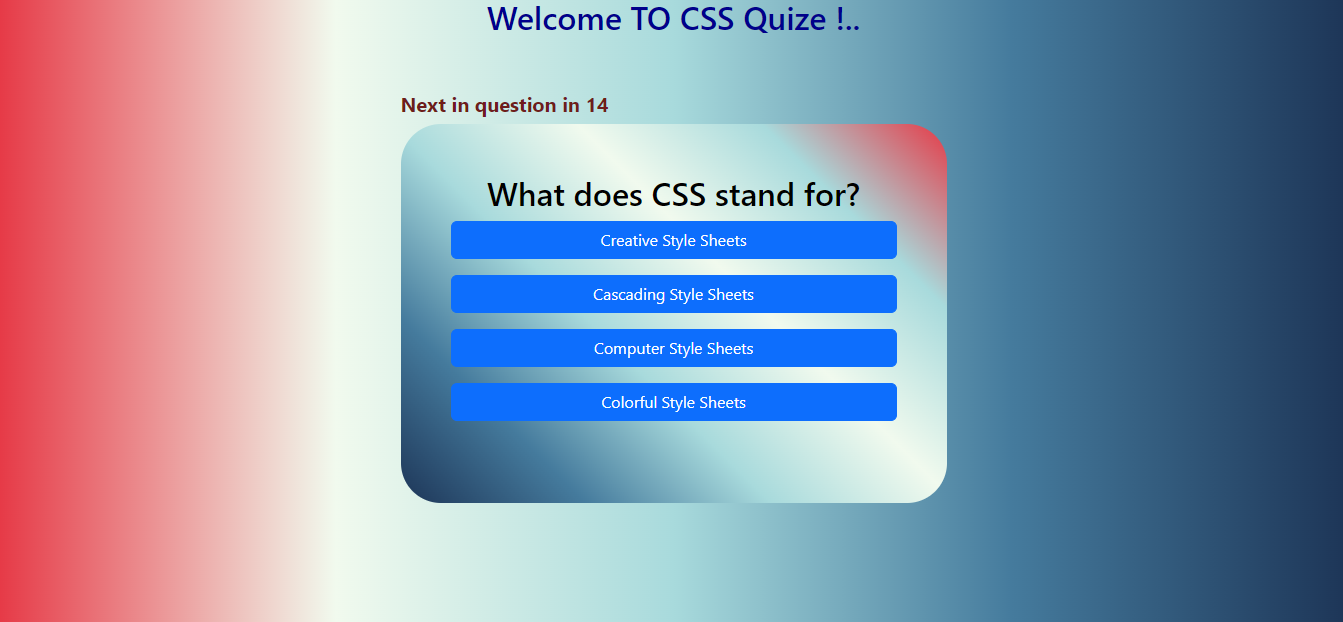 Welcome TO CSS Quize !..
Next in question in 14
What does CSS stand for?
Creative Style Sheets
Cascading Style Sheets
Computer Style Sheets
Colorful Style Sheets